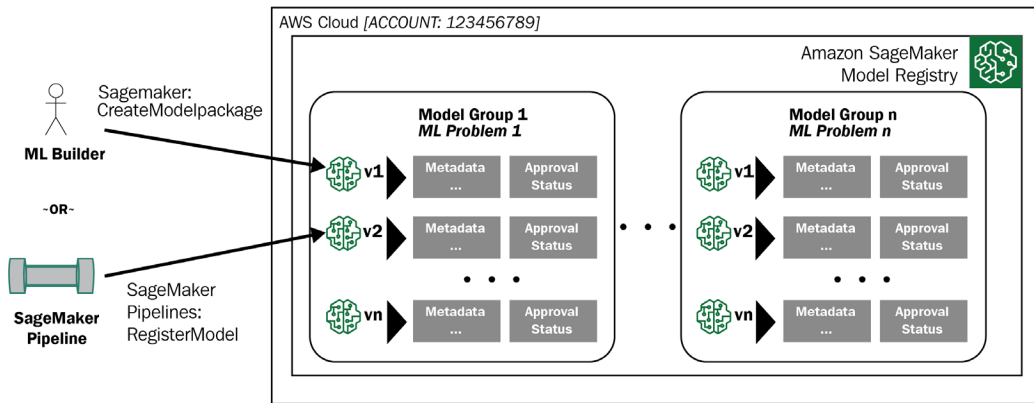 AWS Cloud [ACCOUNT: 123456789]
Amazon SageMaker
Model Registry
Sagemaker:
CreateModelpackage
ML Builder
~OR~
SageMaker
Pipeline
SageMaker
Pipelines:
RegisterModel
Model Group 1
ML Problem 1
v1
Metadata
...
Approval
Status
v2
Metadata
...
Approval
Status
• • •
vn
Metadata
...
Approval
Status
• • •
Model Group n
ML Problem n
v1
Metadata
...
Approval
Status
v2
Metadata
...
Approval
Status
• • •
vn
Metadata
...
Approval
Status